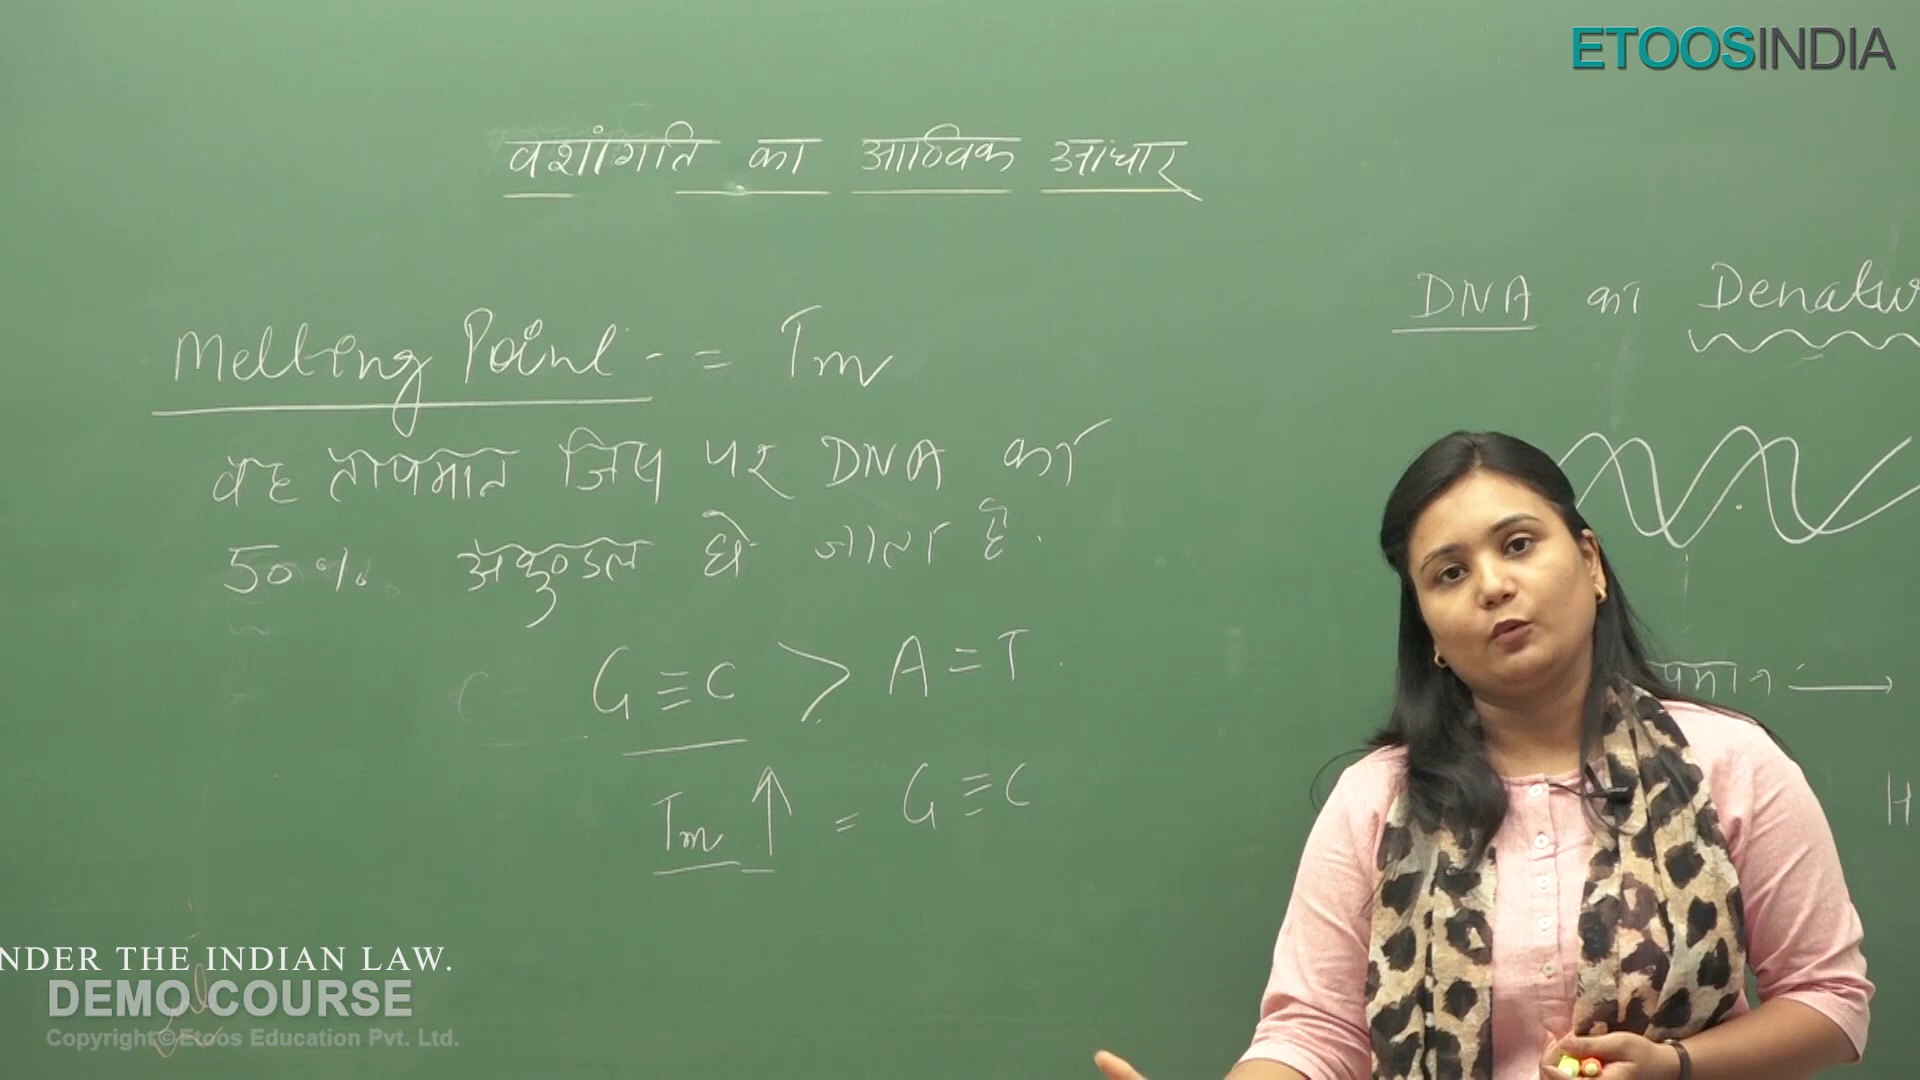 ETOOSINDIA
वंशागति का आण्विक आधार
Melting Point = Tm
वह तापमान जिस पर DNA का
50% अकुण्डल हो जाता है.
G≡C > A=T
Tm ↑ = G≡C
DNA का Denatur
H
NDER THE INDIAN LAW.
DEMO COURSE
Copyright©Etoos Education Pvt. Ltd.